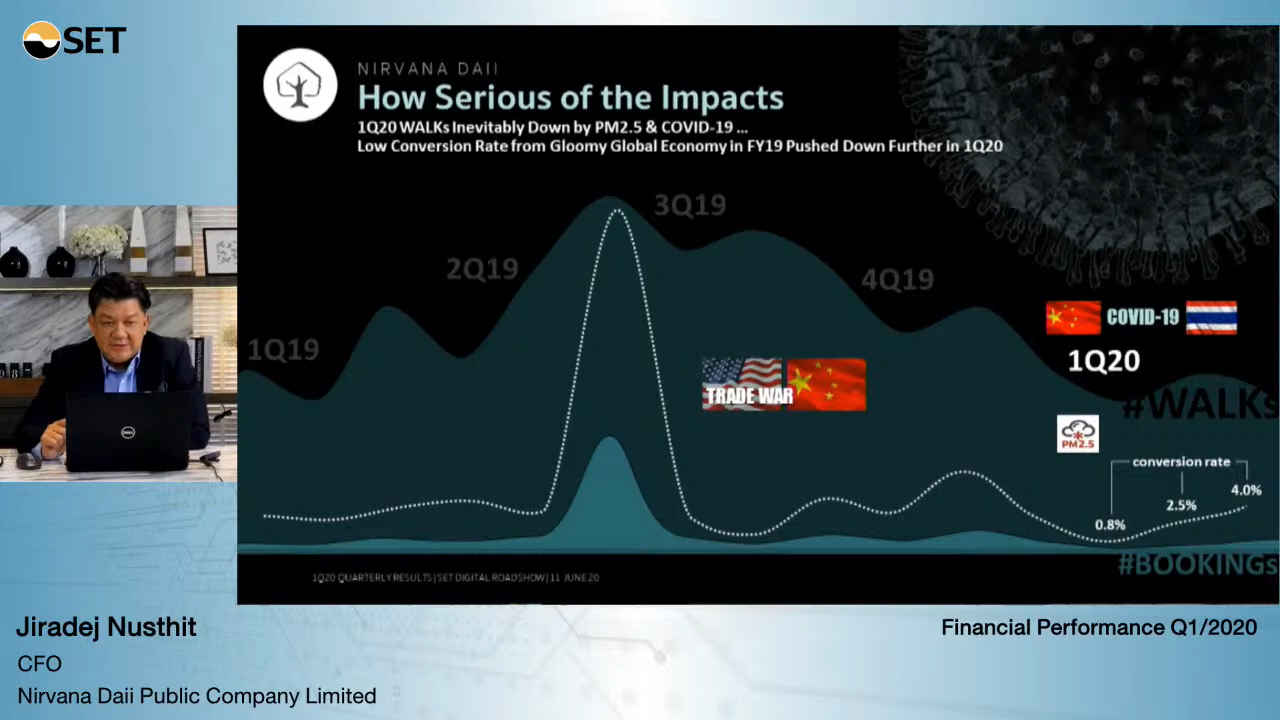 SET
NIRVANA DAII
How Serious of the Impacts
1Q20 WALKs Inevitably Down by PM2.5 & COVID-19 ...
Low Conversion Rate from Gloomy Global Economy in FY19 Pushed Down Further in 1Q20
3Q19
2Q19
4Q19
1Q19
COVID-19
1Q20
TRADE WAR
#WALKs
PM2.5
conversion rate
4.0%
2.5%
0.8%
#BOOKINGs
1Q20 QUARTERLY RESULTS | SET DIGITAL ROADSHOW | 11 JUNE 20
DELL
Jiradej Nusthit
CFO
Nirvana Daii Public Company Limited
Financial Performance Q1/2020